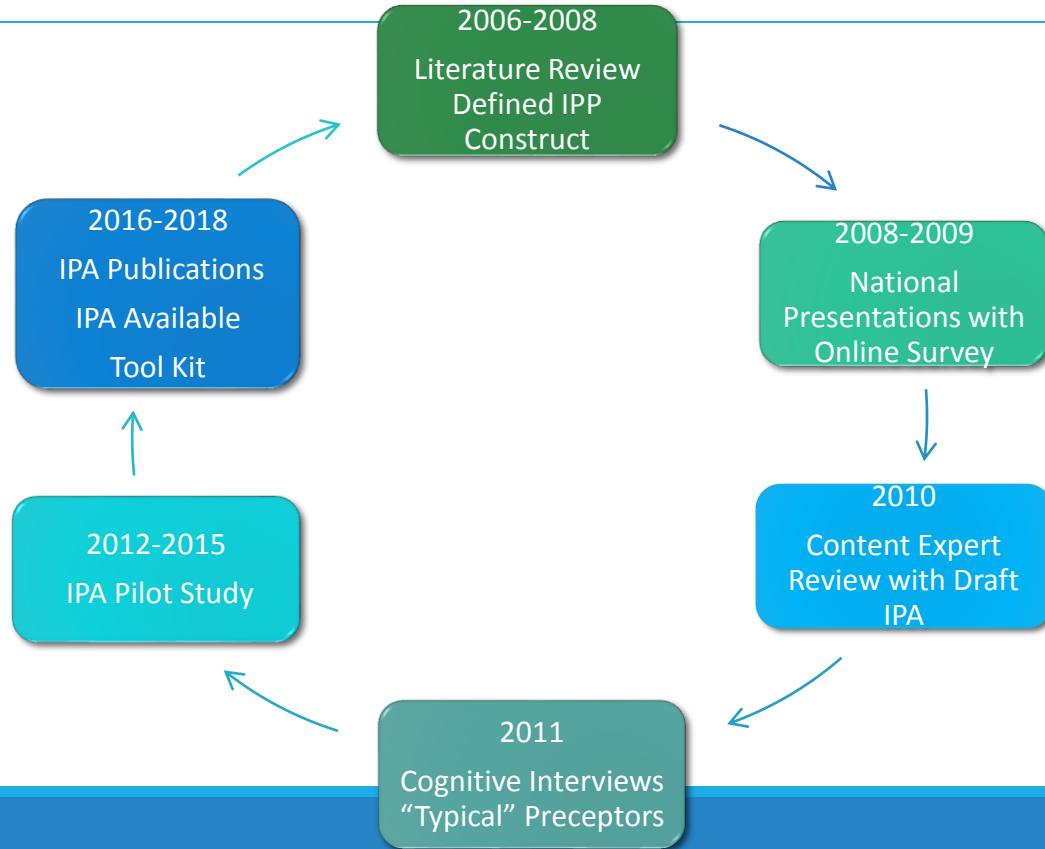 2006-2008
Literature Review
Defined IPP
Construct
2008-2009
National
Presentations with
Online Survey
2010
Content Expert
Review with Draft
IPA
2011
Cognitive Interviews
“Typical” Preceptors
2012-2015
IPA Pilot Study
2016-2018
IPA Publications
IPA Available
Tool Kit